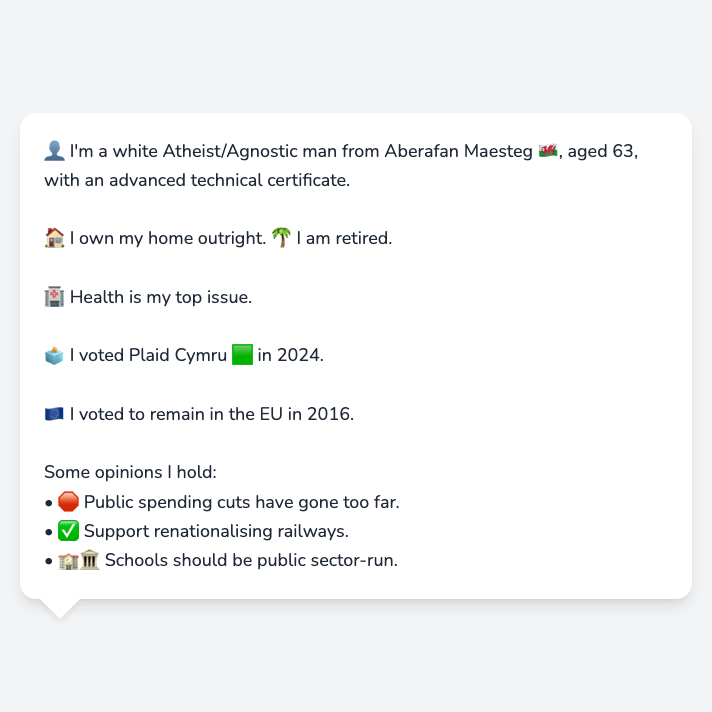 👤 I'm a white Atheist/Agnostic man from Aberafan Maesteg 🏴󠁧󠁢󠁷󠁬󠁳󠁿, aged 63,
with an advanced technical certificate.
🏠 I own my home outright. 🌴 I am retired.
🏥 Health is my top issue.
🗳️ I voted Plaid Cymru 🟩 in 2024.
🇪🇺 I voted to remain in the EU in 2016.
Some opinions I hold:
• 🛑 Public spending cuts have gone too far.
• ✅ Support renationalising railways.
• 🏫🏛️ Schools should be public sector-run.